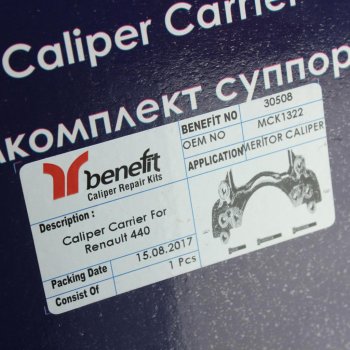 Caliper Carrier
комплект суппор
benefit
Caliper Repair Kits
BENEFİT NO 30508
OEM NO MCK1322
APPLICATION MERITOR CALIPER
Description :
Caliper Carrier For
Renault 440
Packing Date 15.08.2017
Consist Of 1 Pcs